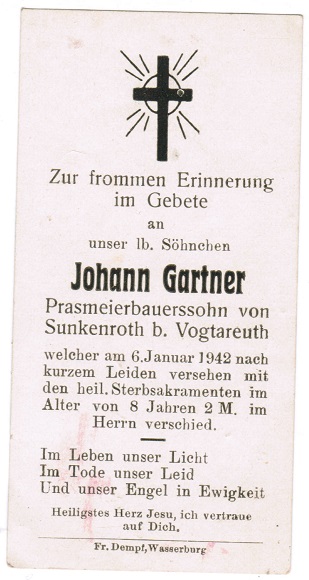 Zur frommen Erinnerung
im Gebete
an
unser lb. Söhnchen
Johann Gartner
Prasmeierbauerssohn von
Sunkenroth b. Vogtareuth
welcher am 6. Januar 1942 nach
kurzem Leiden versehen mit
den heil. Sterbsakramenten im
Alter von 8 Jahren 2 M. im
Herrn verschied.
Im Leben unser Licht
Im Tode unser Leid
Und unser Engel in Ewigkeit
Heiligstes Herz Jesu, ich vertraue
auf Dich.
Fr. Dempf, Wasserburg